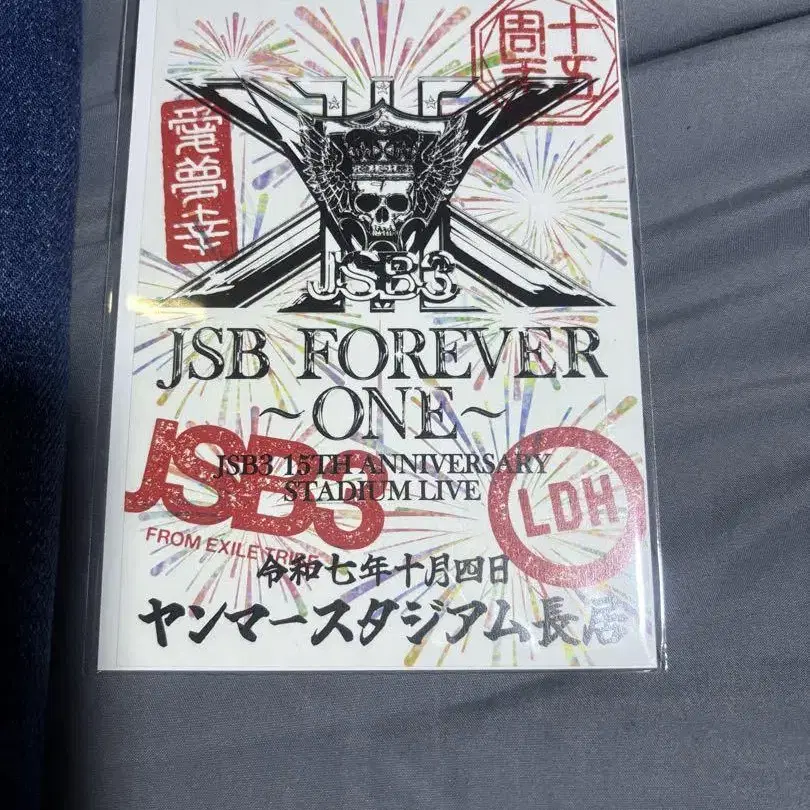 十五
周年
愛夢幸
JSB3
JSB FOREVER
～ONE～
JSB3
JSB3 15TH ANNIVERSARY
STADIUM LIVE
LDH
FROM EXILE TRIBE
令和七年十月四日
ヤンマースタジアム長居